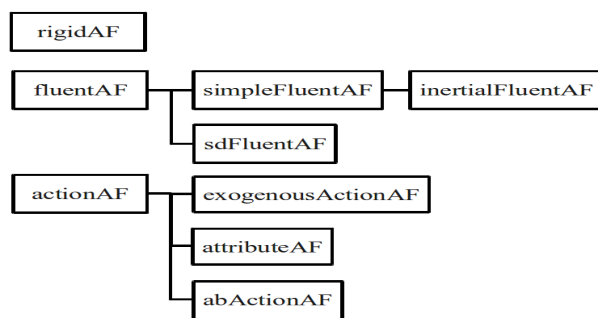 rigidAF
fluentAF
simpleFluentAF
inertialFluentAF
sdFluentAF
actionAF
exogenousActionAF
attributeAF
abActionAF